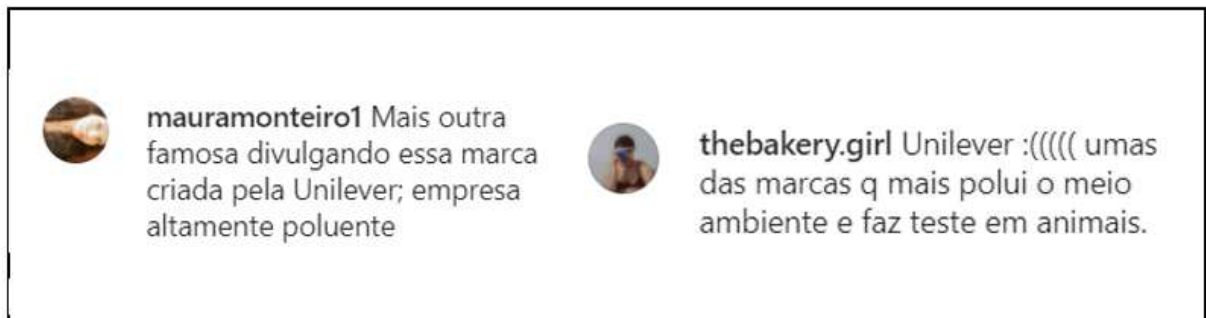 mauramonteiro1 Mais outra
famosa divulgando essa marca
criada pela Unilever; empresa
altamente poluente
thebakery.girl Unilever :((((( umas
das marcas q mais polui o meio
ambiente e faz teste em animais.